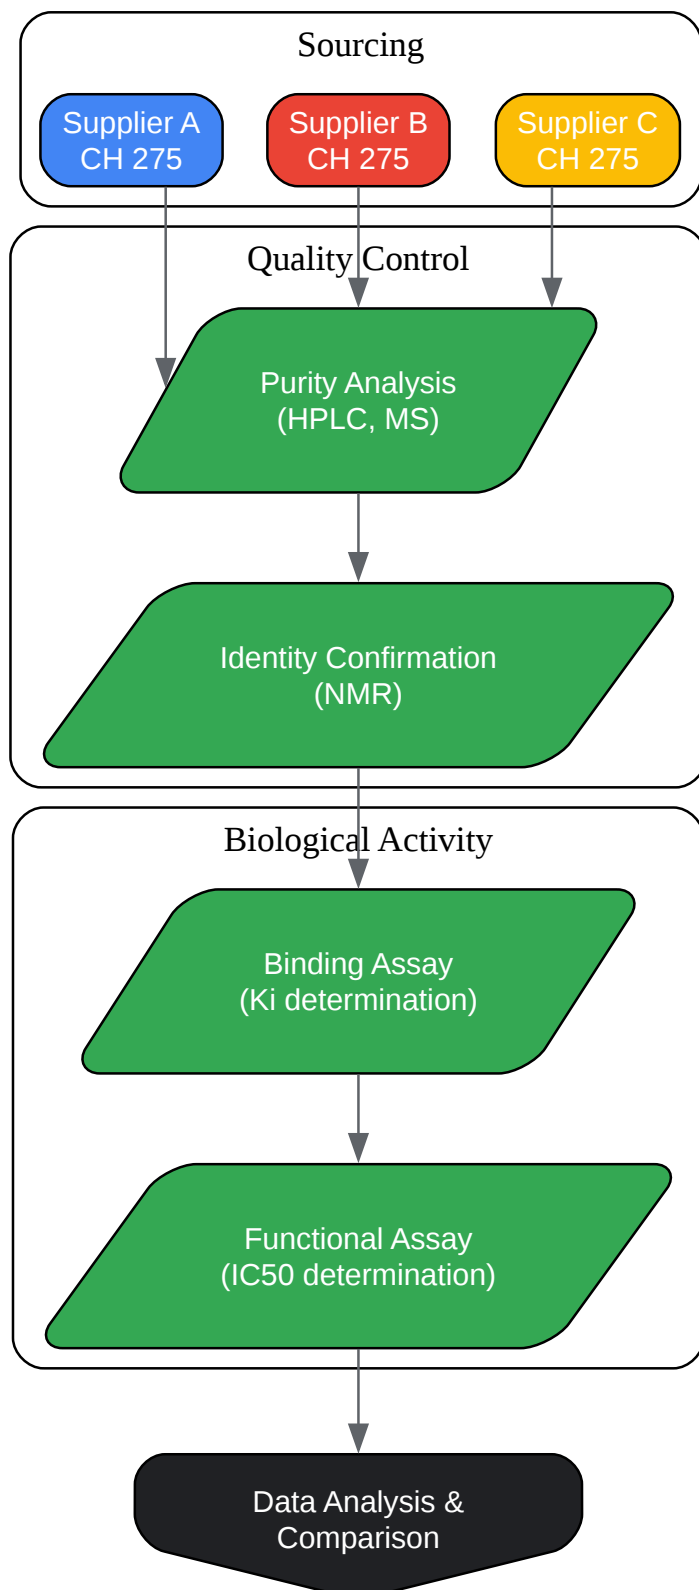 Sourcing
Supplier A
CH 275
Supplier B
CH 275
Supplier C
CH 275
Quality Control
Purity Analysis
(HPLC, MS)
Identity Confirmation
(NMR)
Biological Activity
Binding Assay
(Ki determination)
Functional Assay
(IC50 determination)
Data Analysis &
Comparison